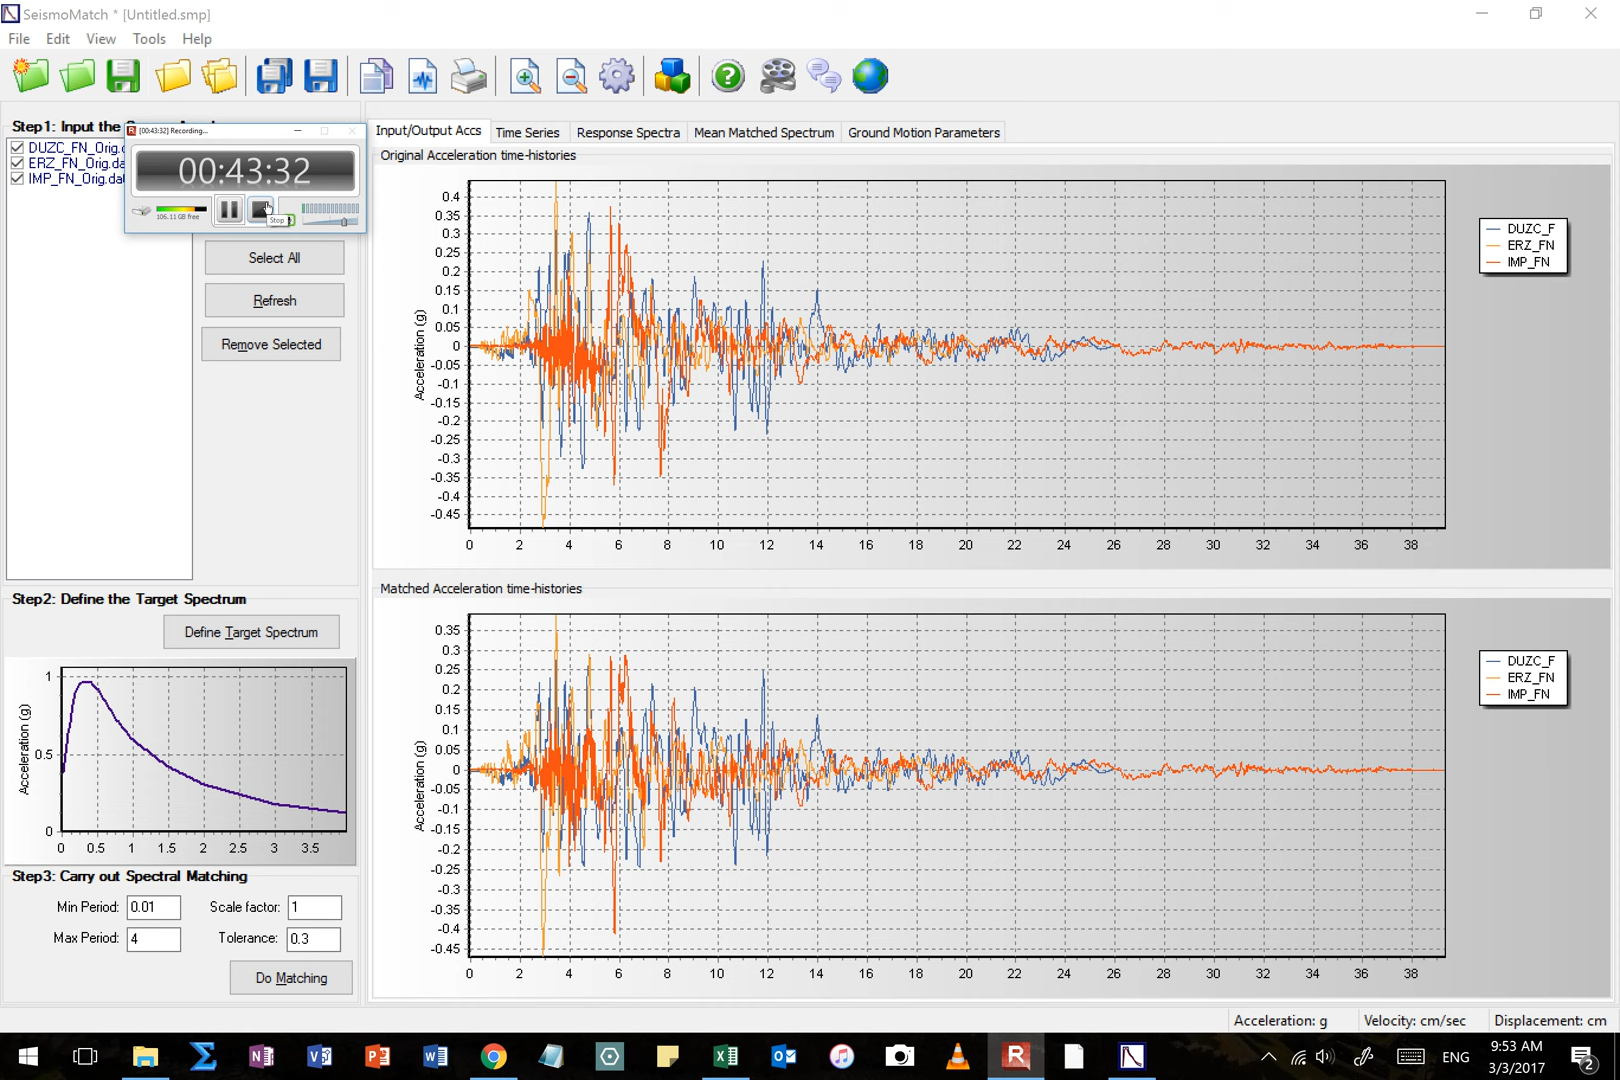 SeismoMatch * [Untitled.smp]
File Edit View Tools Help
Step1: Input the
DUZC_FN_Orig.
ERZ_FN_Orig.da
IMP_FN_Orig.dat
[00:43:32] Recording...
00:43:32
106.11 GB free
Stop
Select All
Refresh
Remove Selected
Step2: Define the Target Spectrum
Define Target Spectrum
Acceleration (g)
1
0.5
0
0 0.5 1 1.5 2 2.5 3 3.5
Step3: Carry out Spectral Matching
Min Period: 0.01 Scale factor: 1
Max Period: 4 Tolerance: 0.3
Do Matching
Input/Output Accs Time Series Response Spectra Mean Matched Spectrum Ground Motion Parameters
Original Acceleration time-histories
Acceleration (g)
0.4
0.35
0.3
0.25
0.2
0.15
0.1
0.05
0
-0.05
-0.1
-0.15
-0.2
-0.25
-0.3
-0.35
-0.4
-0.45
0 2 4 6 8 10 12 14 16 18 20 22 24 26 28 30 32 34 36 38
DUZC_F
ERZ_FN
IMP_FN
Matched Acceleration time-histories
Acceleration (g)
0.35
0.3
0.25
0.2
0.15
0.1
0.05
0
-0.05
-0.1
-0.15
-0.2
-0.25
-0.3
-0.35
-0.4
-0.45
0 2 4 6 8 10 12 14 16 18 20 22 24 26 28 30 32 34 36 38
DUZC_F
ERZ_FN
IMP_FN
Acceleration: g Velocity: cm/sec Displacement: cm
ENG
9:53 AM
3/3/2017
2